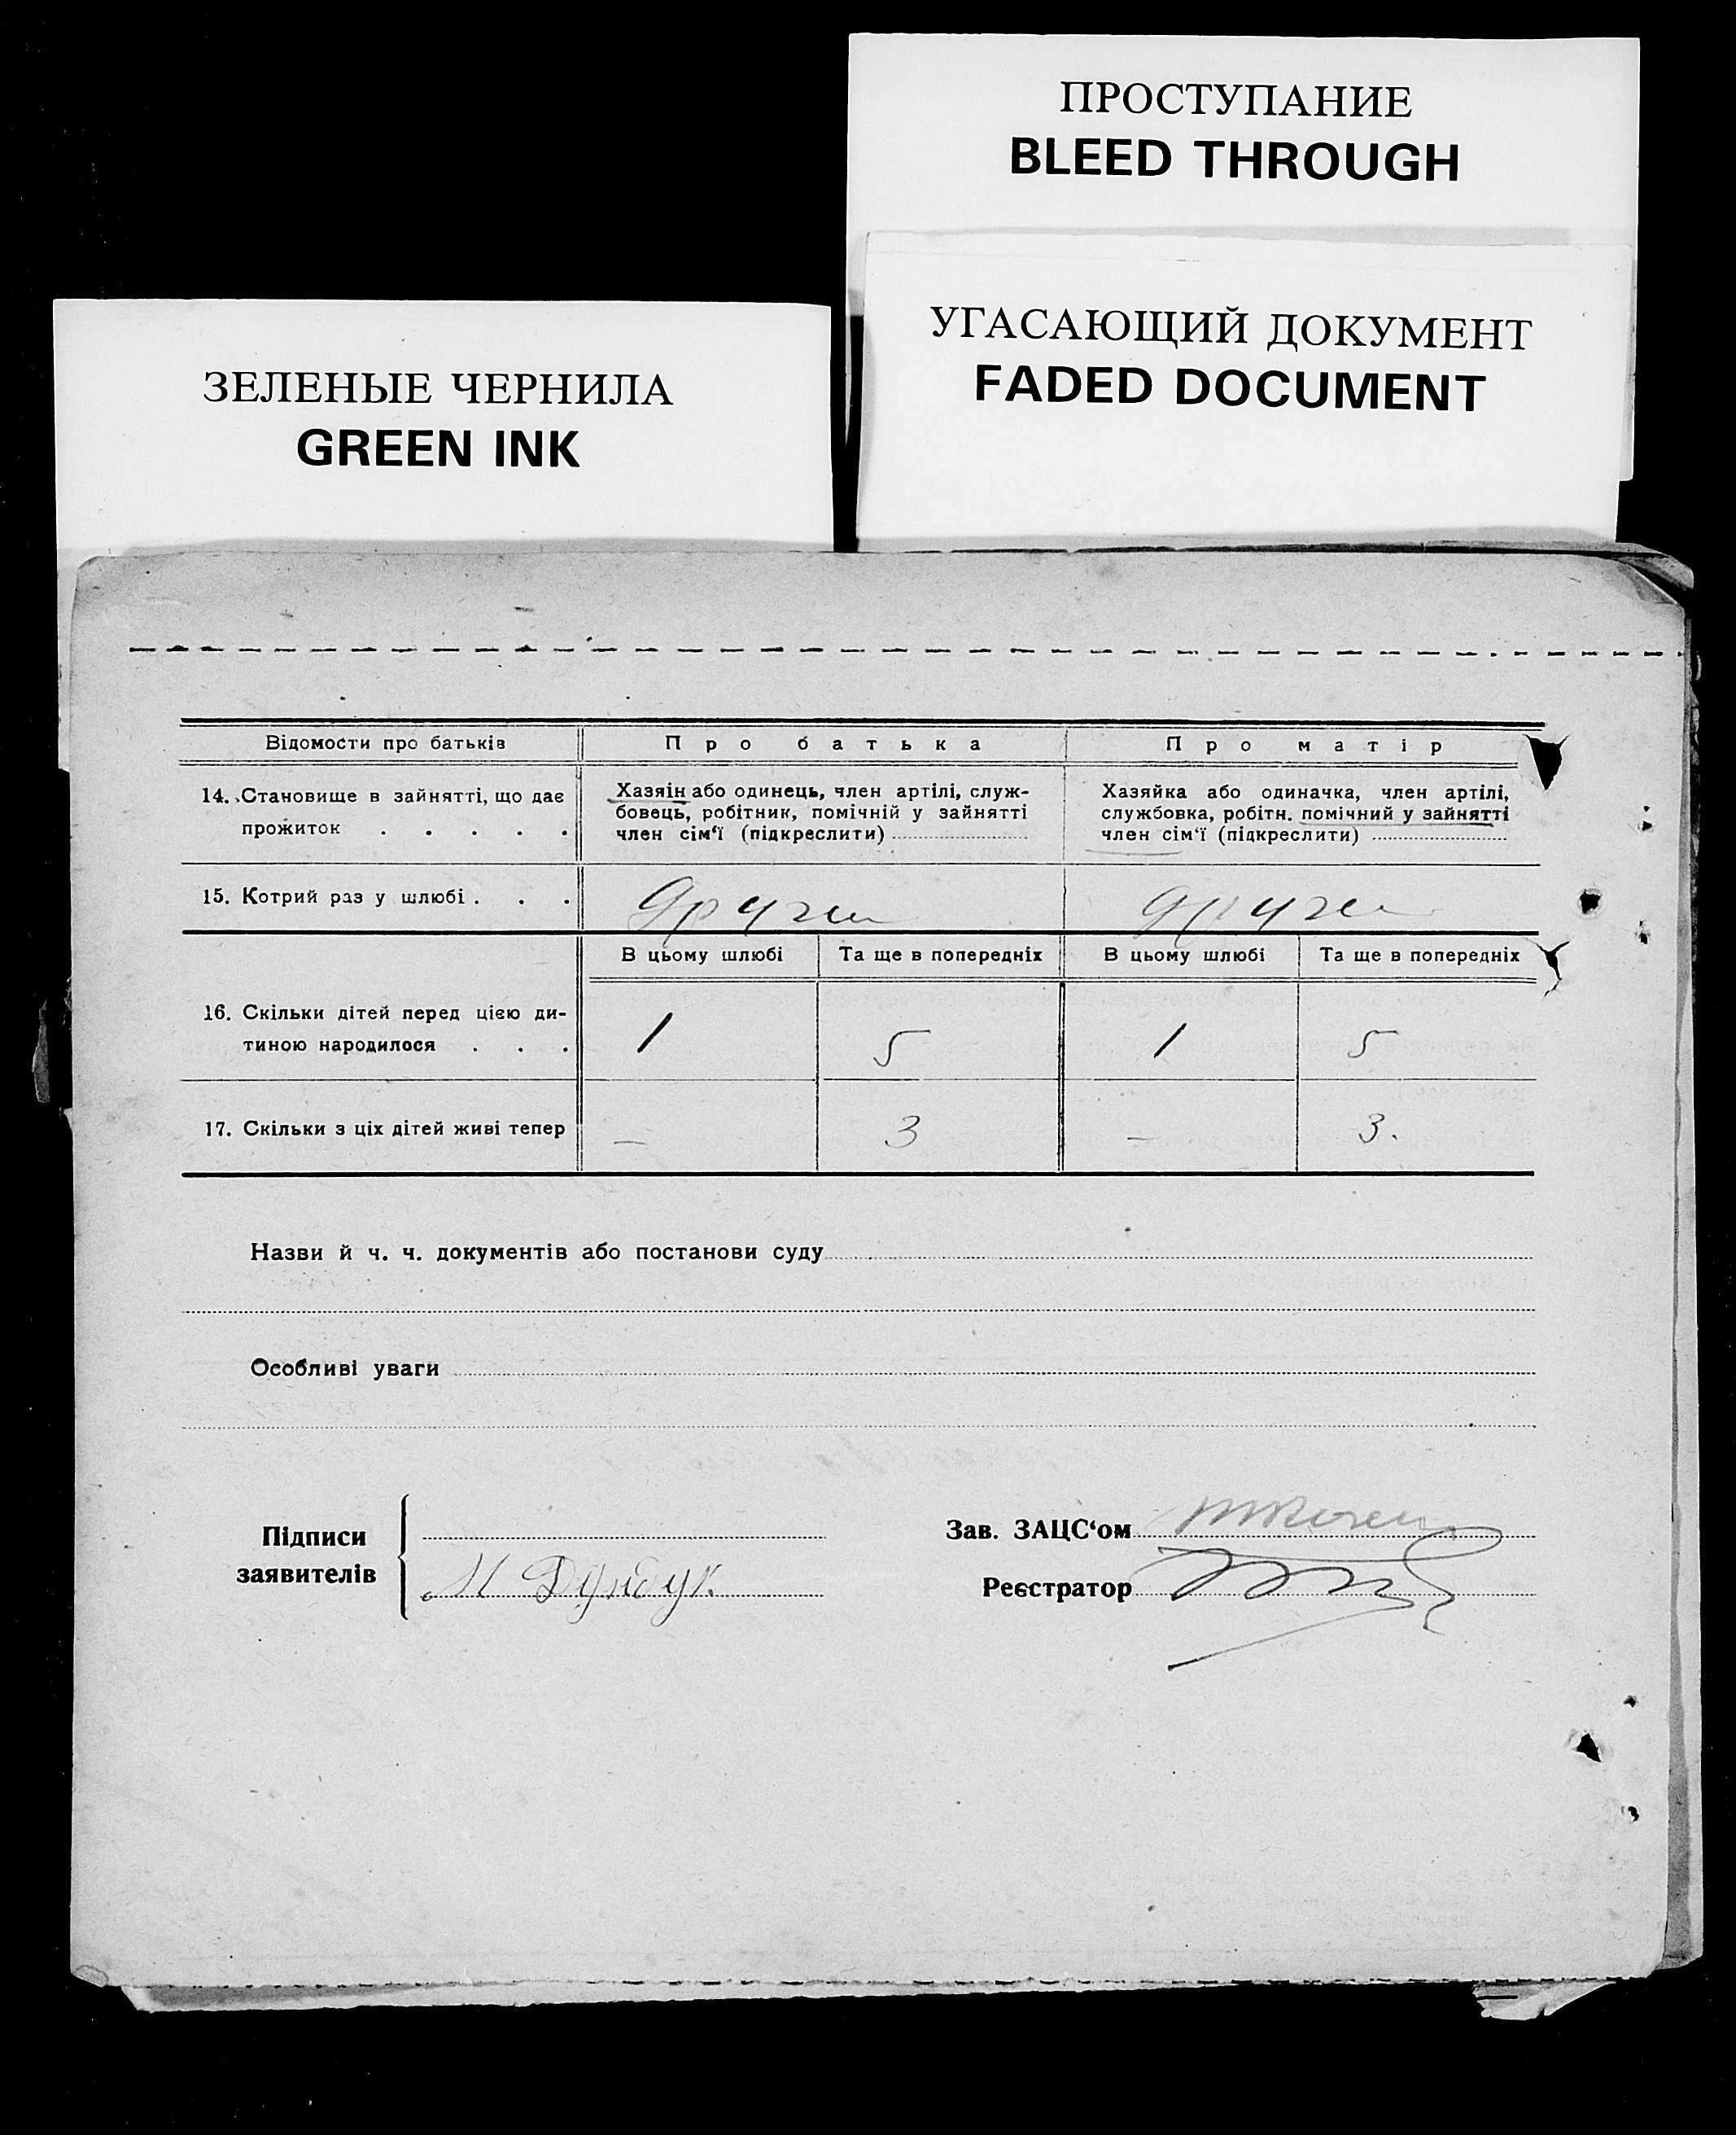 ПРОСТУПАНИЕ
BLEED THROUGH
УГАСАЮЩИЙ ДОКУМЕНТ
FADED DOCUMENT
ЗЕЛЕНЫЕ ЧЕРНИЛА
GREEN INK
Відомости про батьків
Про батька
Про матір
14. Становище в зайнятті, що дає
прожиток . . . . .
Хазяін або одинець, член артілі, служ-
бовець, робітник, помічній у зайнятті
член сім‘ї (підкреслити)
Хазяйка або одиначка, член артілі,
службовка, робітн. помічний у зайнятті
член сім‘ї (підкреслити)
15. Котрий раз у шлюбі . . .
В цьому шлюбі
Та ще в попередніх
В цьому шлюбі
Та ще в попередніх
16. Скільки дітей перед цією ди-
тиною народилося . . .
1
5
1
5
17. Скільки з ціх дітей живі тепер
–
3
–
3.
Назви й ч. ч. документів або постанови суду
Особливі уваги
Підписи
заявителів
М
Зав. ЗАЦС‘ом
Реєстратор